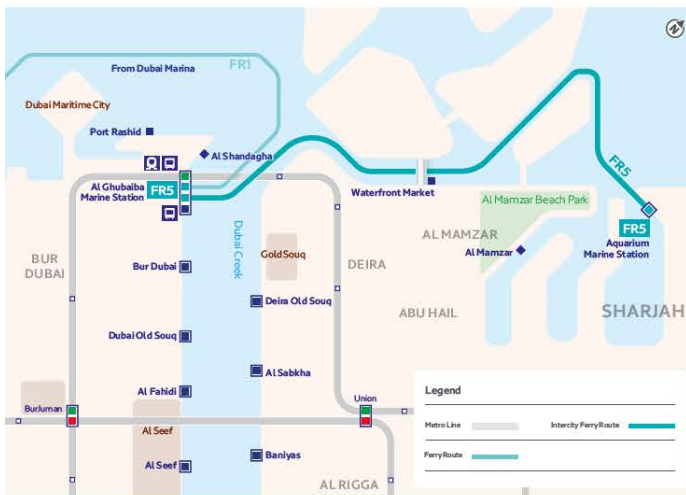 From Dubai Marina
FR1
Dubai Maritime City
Port Rashid
Al Shandagha
Al Ghubaiba
Marine Station
FR5
Waterfront Market
Al Mamzar Beach Park
FR5
FR5
Aquarium
Marine Station
AL MAMZAR
Al Mamzar
BUR
DUBAI
Bur Dubai
Dubai Creek
Gold Souq
DEIRA
Deira Old Souq
ABU HAIL
SHARJAH
Dubai Old Souq
Al Sabkha
Al Fahidi
Union
BurJuman
Al Seef
Al Seef
Baniyas
AL RIGGA
Legend
Metro Line
Intercity Ferry Route
Ferry Route
N